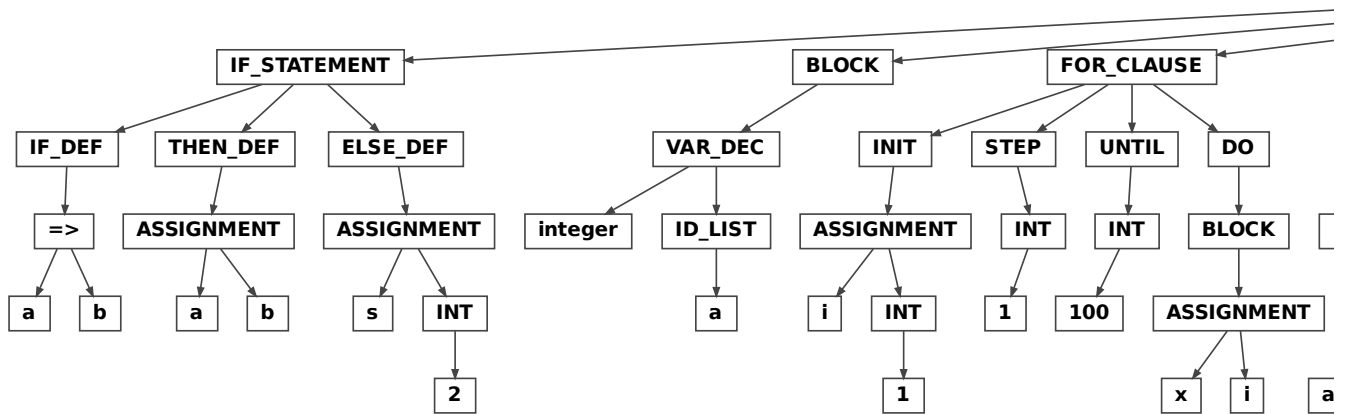 IF_STATEMENT BLOCK FOR_CLAUSE
IF_DEF THEN_DEF ELSE_DEF VAR_DEC INIT STEP UNTIL DO
=> ASSIGNMENT ASSIGNMENT integer ID_LIST ASSIGNMENT INT INT BLOCK
a b a b s INT a i INT 1 100 ASSIGNMENT
2 1 x i a